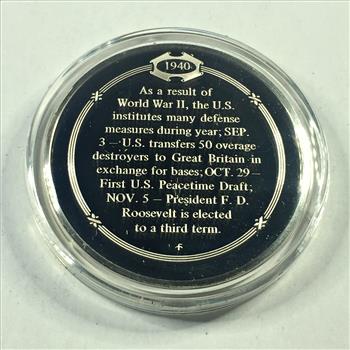 1940
As a result of
World War II, the U.S.
institutes many defense
measures during year; SEP.
3 – U.S. transfers 50 overage
destroyers to Great Britain in
exchange for bases; OCT. 29 –
First U.S. Peacetime Draft;
NOV. 5 – President F. D.
Roosevelt is elected
to a third term.